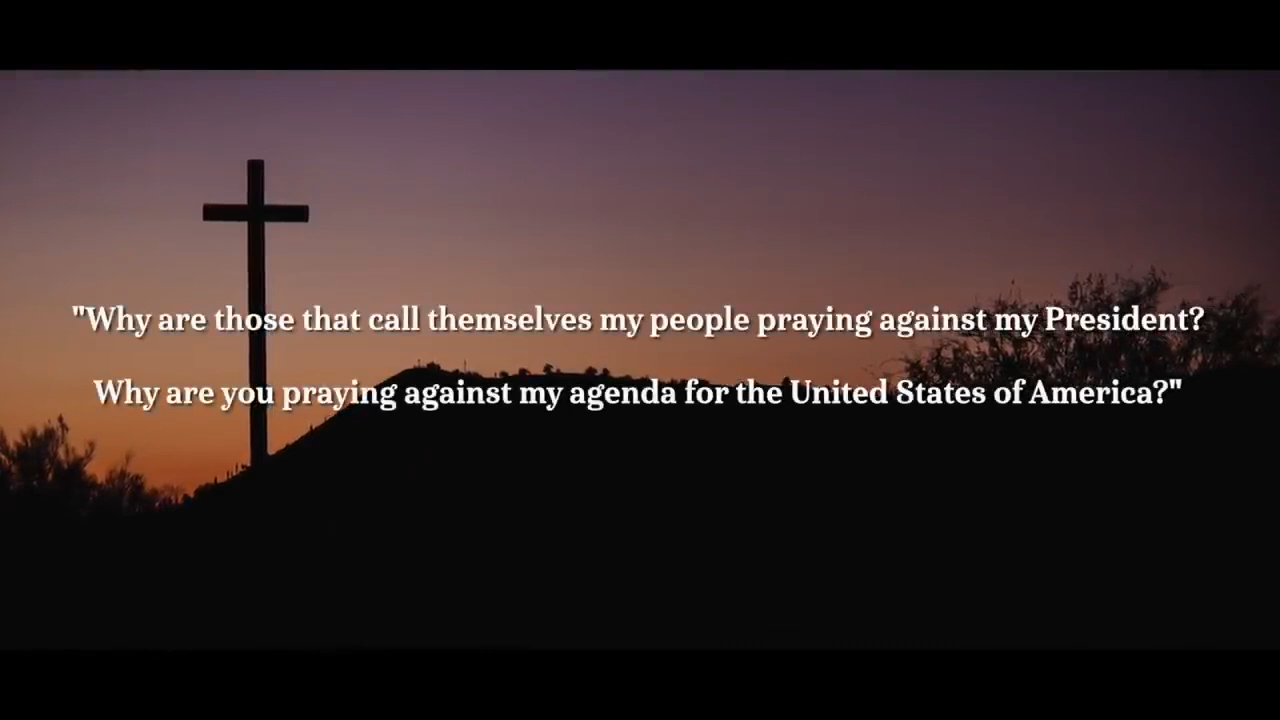 "Why are those that call themselves my people praying against my President?
Why are you praying against my agenda for the United States of America?"